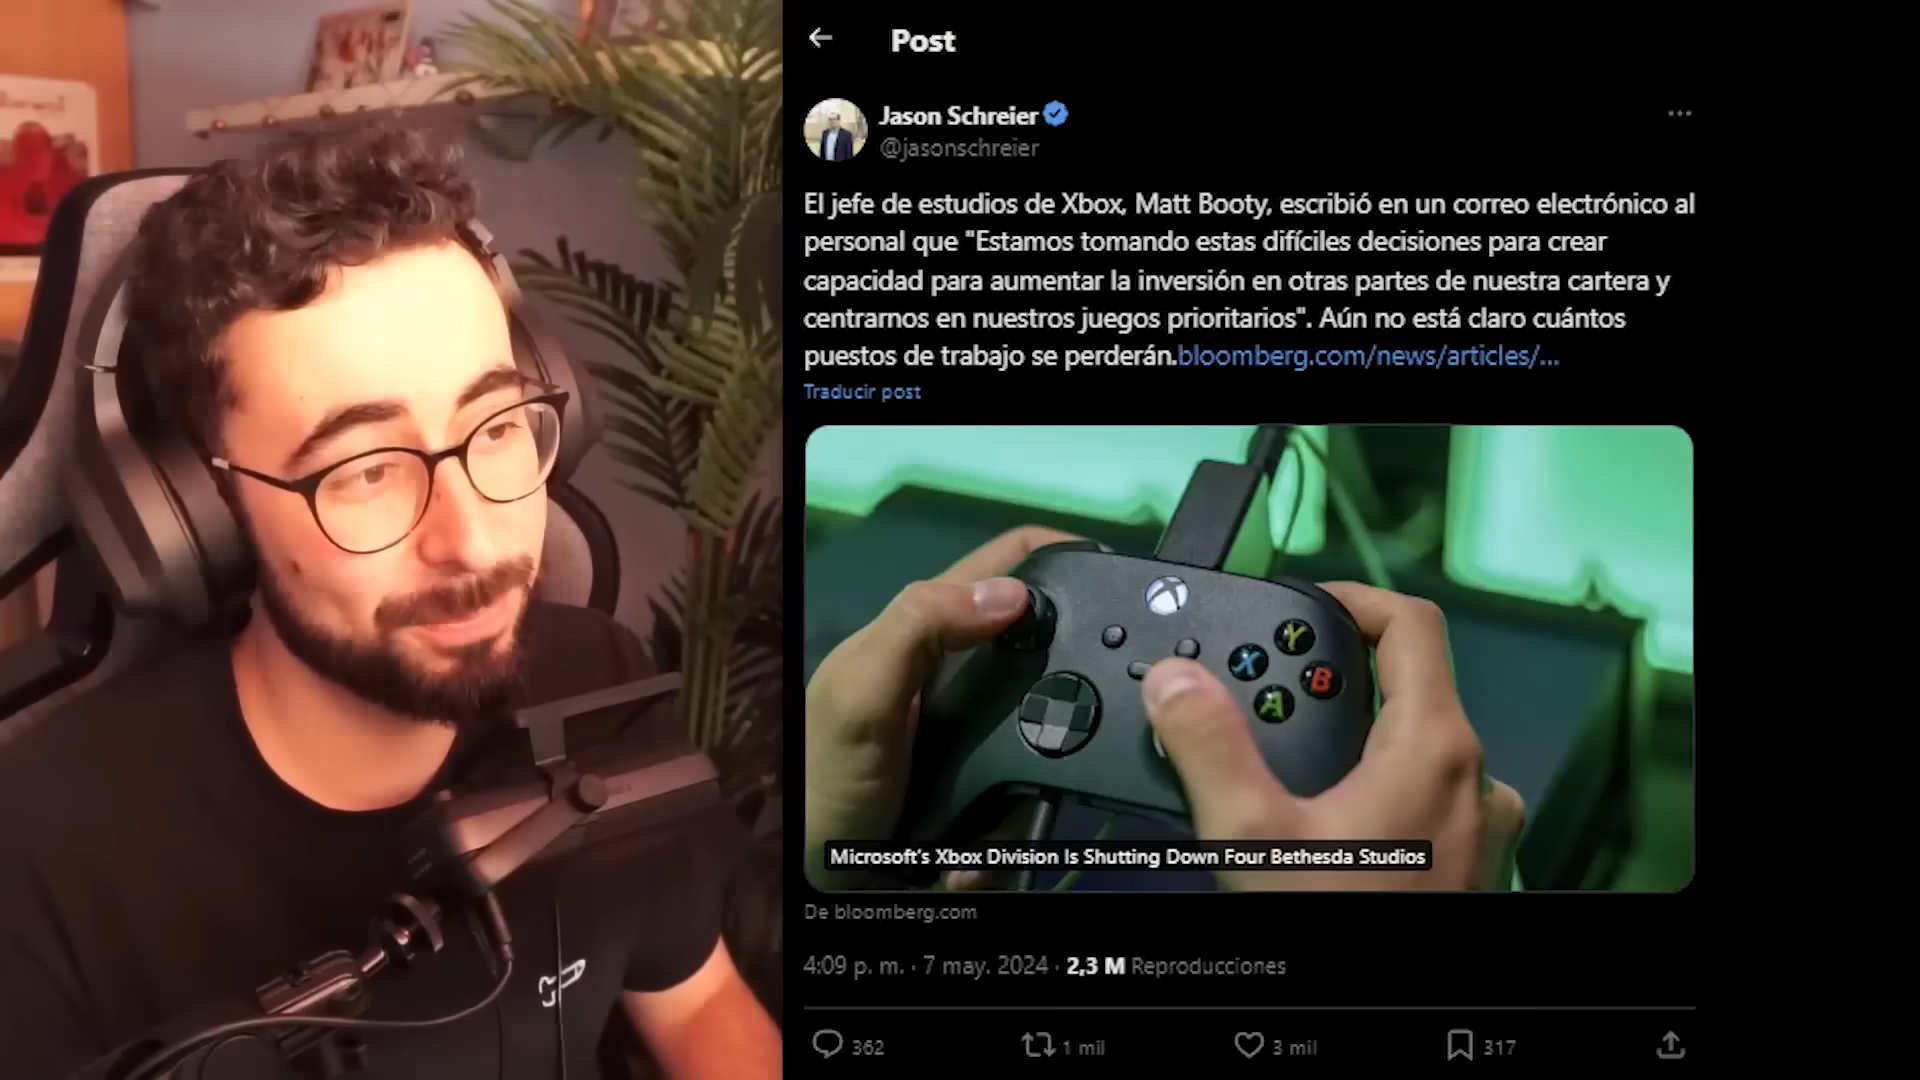 Post
Jason Schreier
@jasonschreier
El jefe de estudios de Xbox, Matt Booty, escribió en un correo electrónico al
personal que "Estamos tomando estas difíciles decisiones para crear
capacidad para aumentar la inversión en otras partes de nuestra cartera y
centrarnos en nuestros juegos prioritarios". Aún no está claro cuántos
puestos de trabajo se perderán.bloomberg.com/news/articles/...
Traducir post
Y
X
B
A
Microsoft's Xbox Division Is Shutting Down Four Bethesda Studios
De bloomberg.com
4:09 p. m. · 7 may. 2024 · 2,3 M Reproducciones
362
1 mil
3 mil
317